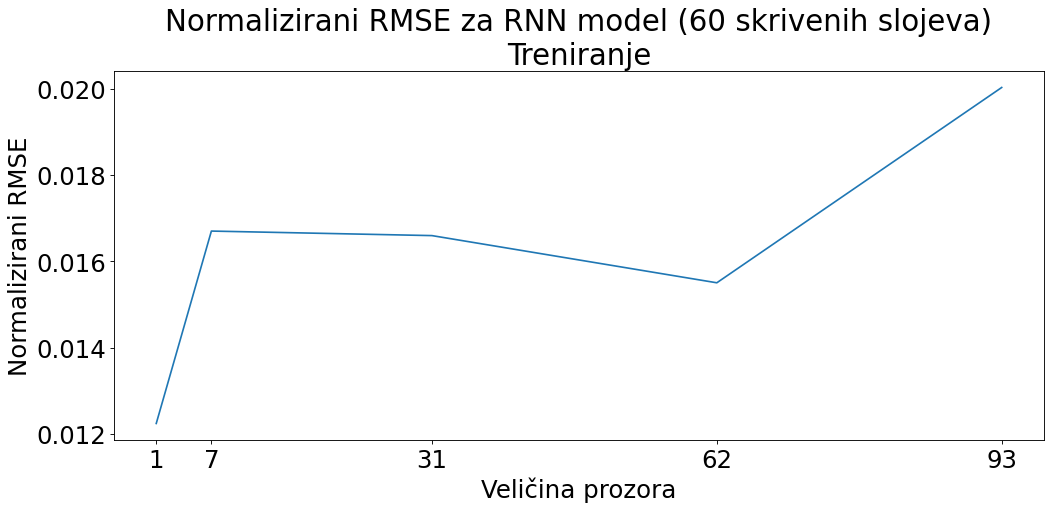 Normalizirani RMSE za RNN model (60 skrivenih slojeva)
Treniranje
Normalizirani RMSE
0.020
0.018
0.016
0.014
0.012
1 7 31 62 93
Veličina prozora